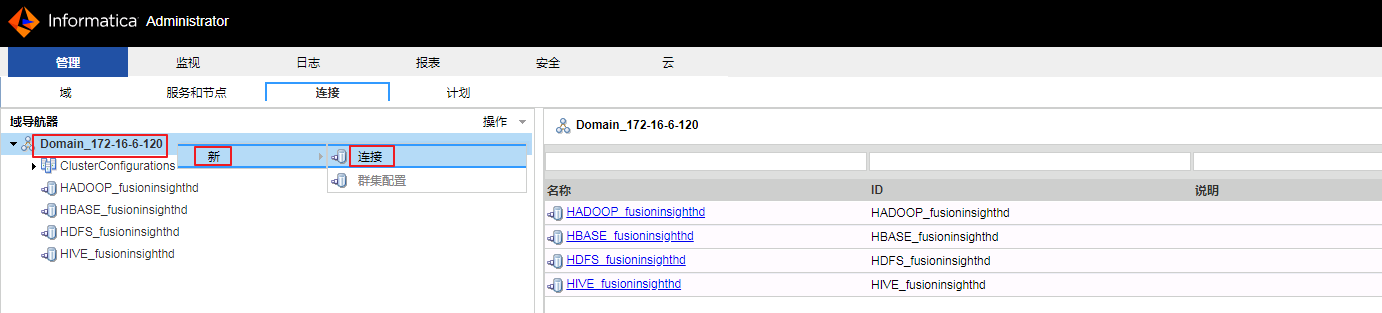 Informatica Administrator
管理 监视 日志 报表 安全 云
域 服务和节点 连接 计划
域导航器 操作
Domain_172-16-6-120
新 连接
群集配置
ClusterConfigurations
HADOOP_fusioninsighthd
HBASE_fusioninsighthd
HDFS_fusioninsighthd
HIVE_fusioninsighthd
Domain_172-16-6-120
名称 ID 说明
HADOOP_fusioninsighthd HADOOP_fusioninsighthd
HBASE_fusioninsighthd HBASE_fusioninsighthd
HDFS_fusioninsighthd HDFS_fusioninsighthd
HIVE_fusioninsighthd HIVE_fusioninsighthd